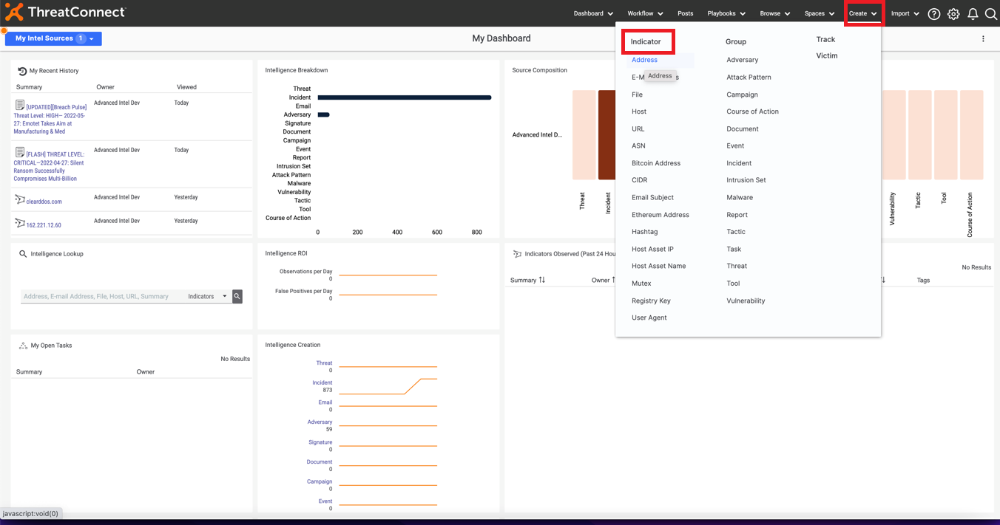 ThreatConnect™
Dashboard
Workflow
Posts
Playbooks
Browse
Spaces
Create
Import
My Intel Sources 1
My Dashboard
My Recent History
Summary Owner Viewed
[UPDATED][Breach Pulse]
Threat Level: HIGH— 2022-05-
27: Emotet Takes Aim at
Manufacturing & Med
Advanced Intel Dev
Today
[FLASH] THREAT LEVEL:
CRITICAL—2022-04-27: Silent
Ransom Successfully
Compromises Multi-Billion
Advanced Intel Dev
Today
clearddos.com
Advanced Intel Dev
Yesterday
162.221.12.60
Advanced Intel Dev
Yesterday
Intelligence Breakdown
Threat
Incident
Email
Adversary
Signature
Document
Campaign
Event
Report
Intrusion Set
Attack Pattern
Malware
Vulnerability
Tactic
Tool
Course of Action
0 200 400 600 800
Source Composition
Advanced Intel D...
Threat
Incident
Vulnerability
Tactic
Tool
Course of Action
Indicator
Address
E-M
s
Address
File
Host
URL
ASN
Bitcoin Address
CIDR
Email Subject
Ethereum Address
Hashtag
Host Asset IP
Host Asset Name
Mutex
Registry Key
User Agent
Group
Adversary
Attack Pattern
Campaign
Course of Action
Document
Event
Incident
Intrusion Set
Malware
Report
Tactic
Task
Threat
Tool
Vulnerability
Track
Victim
Intelligence Lookup
Address, E-mail Address, File, Host, URL, Summary Indicators
Intelligence ROI
Observations per Day
0
False Positives per Day
0
Indicators Observed (Past 24 Hou
No Results
Summary Owner Tags
My Open Tasks
No Results
Summary Owner
Intelligence Creation
Threat
0
Incident
873
Email
0
Adversary
59
Signature
0
Document
0
Campaign
0
Event
0
javascript:void(0)